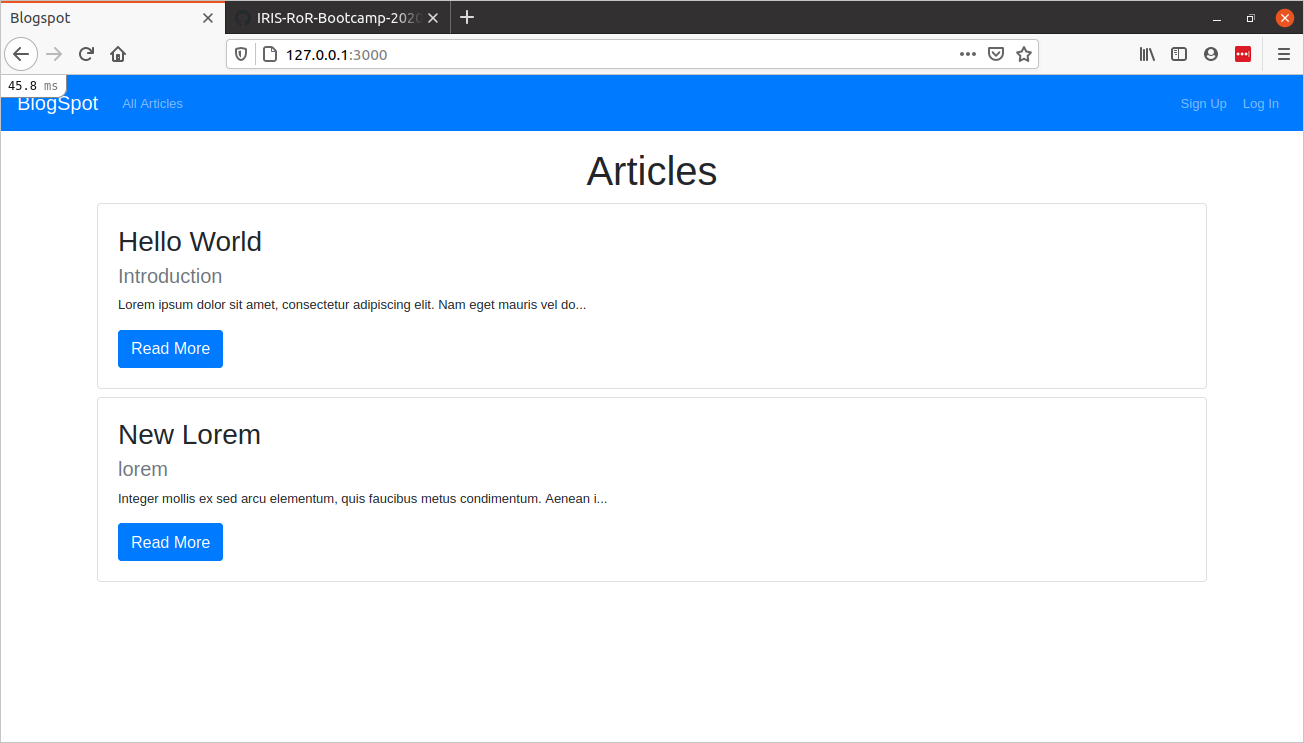 Blogspot
IRIS-RoR-Bootcamp-2020
127.0.0.1:3000
45.8 ms
BlogSpot All Articles Sign Up Log In
Articles
Hello World
Introduction
Lorem ipsum dolor sit amet, consectetur adipiscing elit. Nam eget mauris vel do...
Read More
New Lorem
lorem
Integer mollis ex sed arcu elementum, quis faucibus metus condimentum. Aenean i...
Read More